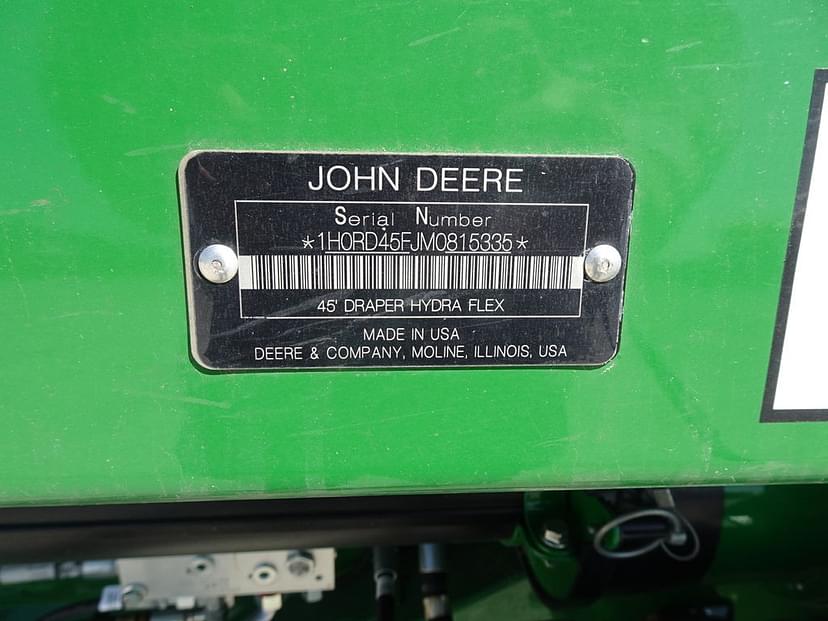 JOHN DEERE
Serial Number
*1H0RD45FJM0815335*
45' DRAPER HYDRA FLEX
MADE IN USA
DEERE & COMPANY, MOLINE, ILLINOIS, USA